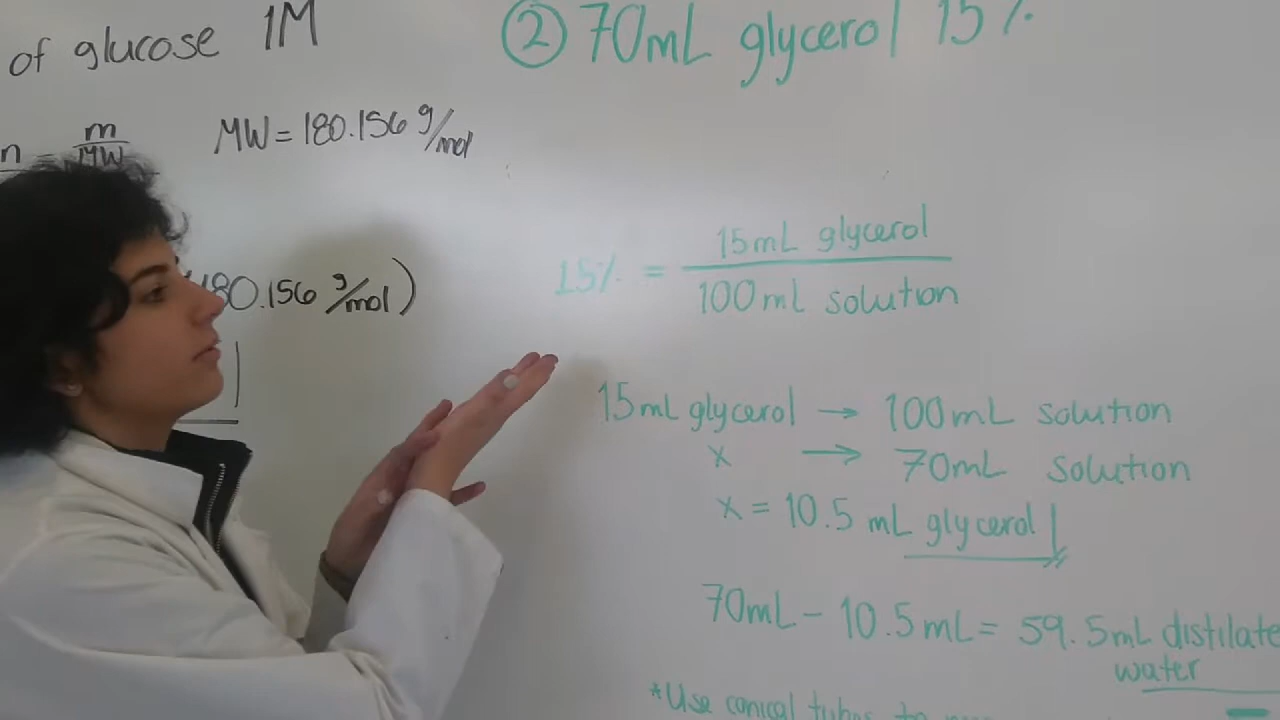 of glucose 1M
n = m/MW
MW = 180.156 g/mol
180.156 g/mol)
② 70mL glycerol 15%
15% = 15mL glycerol
100mL solution
15mL glycerol → 100mL solution
x → 70mL solution
x = 10.5 mL glycerol
70mL - 10.5mL = 59.5mL distilate
water
*Use conical tubes to